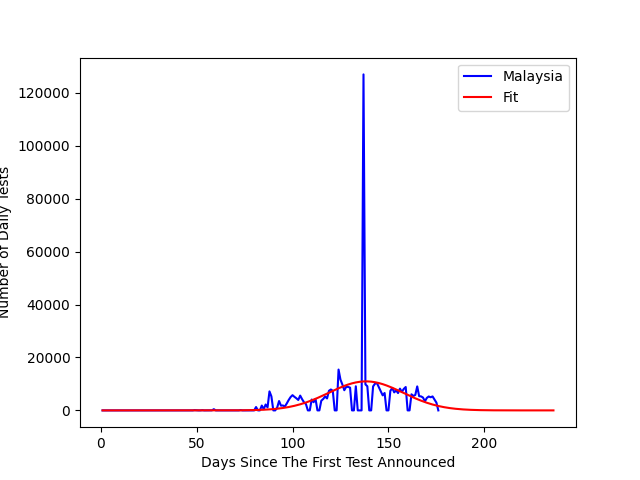 Malaysia
Fit
120000
100000
80000
60000
40000
20000
0
Number of Daily Tests
0 50 100 150 200
Days Since The First Test Announced